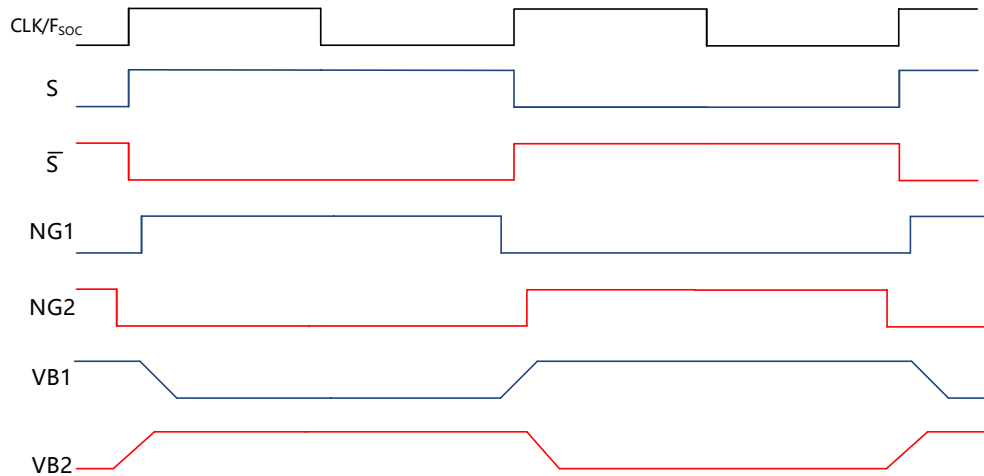 CLK/FSOC
S
S̅
NG1
NG2
VB1
VB2